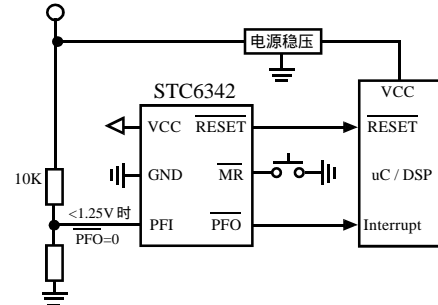 电源稳压
STC6342
VCC
VCC
RESET
RESET
10K
GND
MR
uC / DSP
<1.25V 时
PFO=0
PFI
PFO
Interrupt